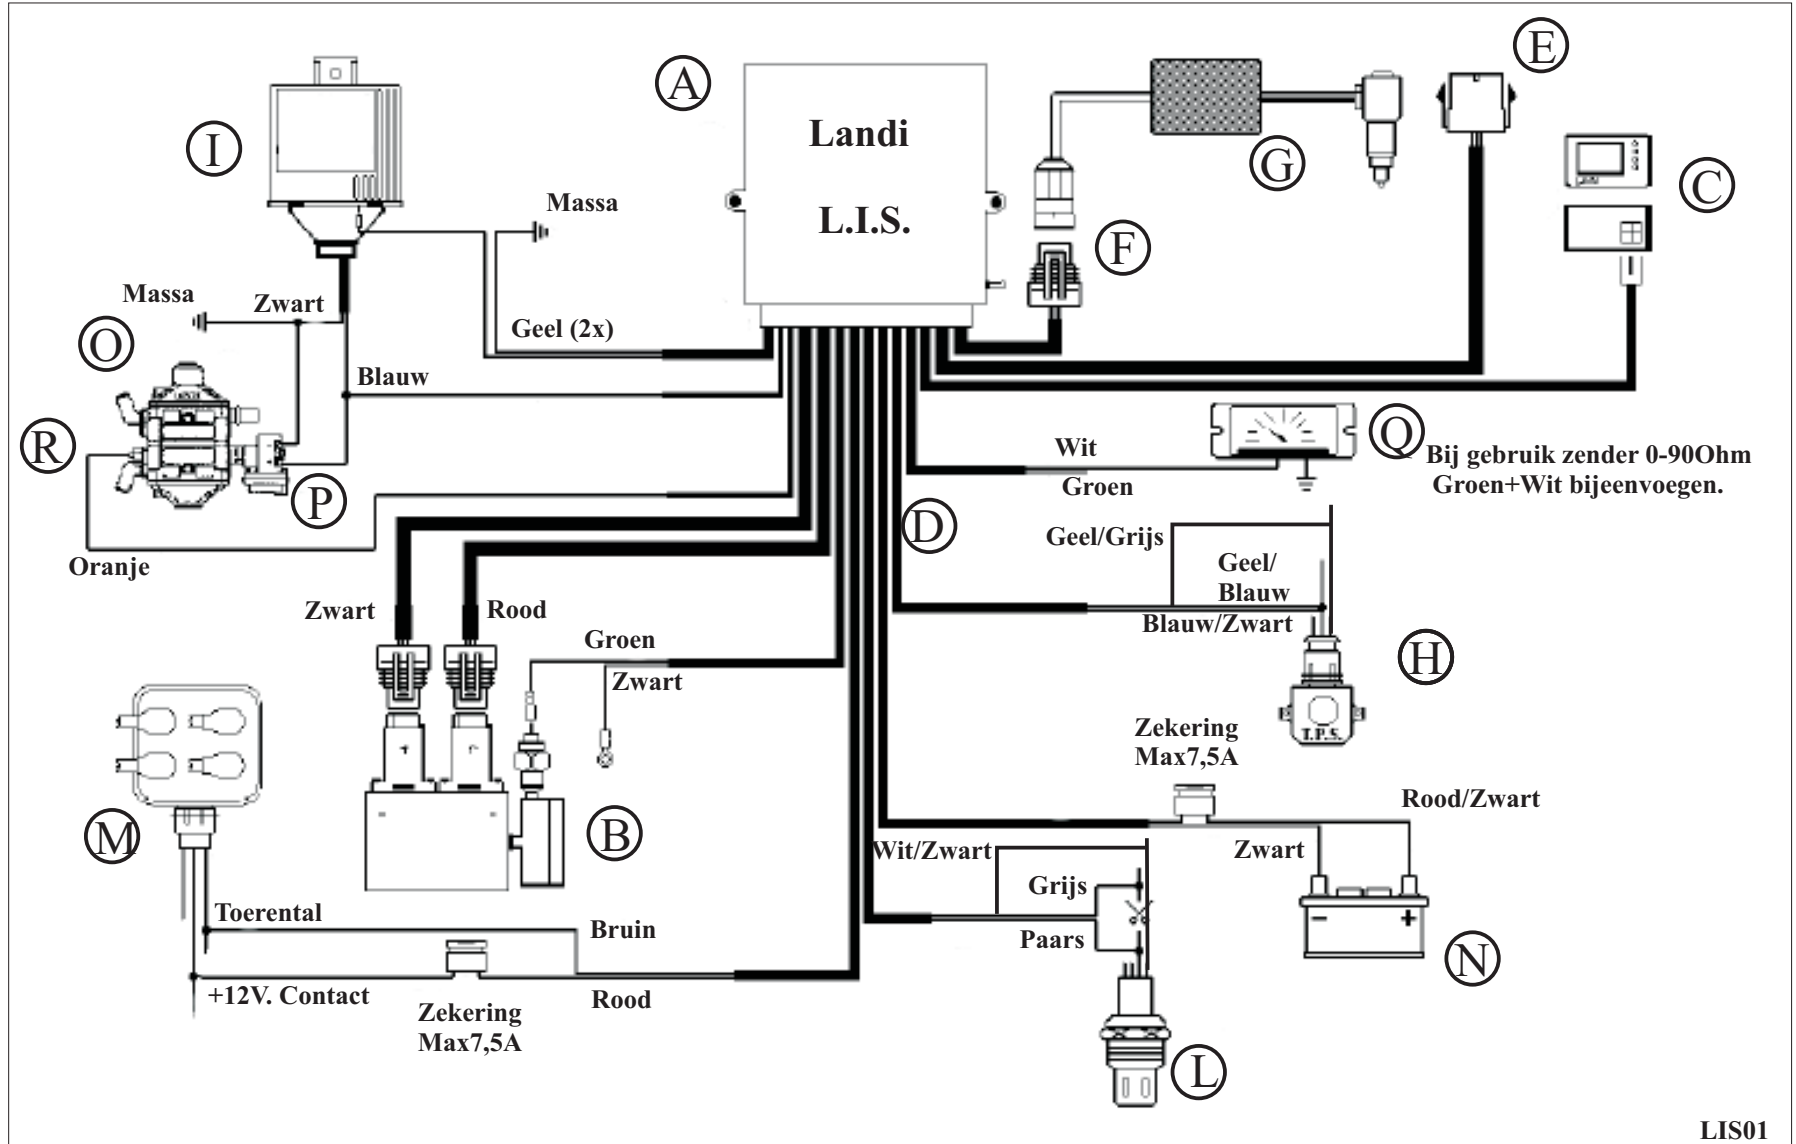 A
Landi
L.I.S.
E
I
G
C
F
Massa
Massa
Zwart
O
Geel (2x)
Blauw
R
P
Oranje
Wit
Groen
Q
Bij gebruik zender 0-90Ohm
Groen+Wit bijeenvoegen.
D
Geel/Grijs
Geel/
Blauw
Blauw/Zwart
H
T.P.S.
Zwart
Rood
Groen
Zwart
Zekering
Max7,5A
Rood/Zwart
M
B
Wit/Zwart
Zwart
Grijs
Paars
-
+
N
Toerental
Bruin
+12V. Contact
Rood
Zekering
Max7,5A
L
LIS01